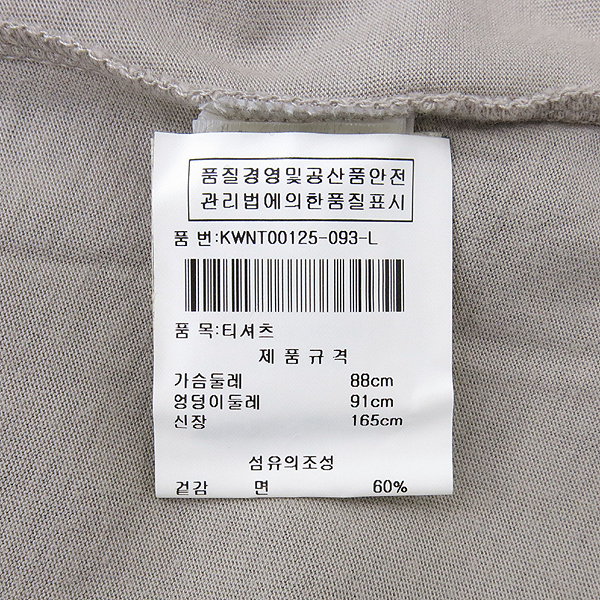 품질경영및공산품안전
관리법에의한품질표시
품 번:KWNT00125-093-L
품 목:티셔츠
제 품 규 격
가슴둘레 88cm
엉덩이둘레 91cm
신장 165cm
섬유의조성
겉감 면 60%